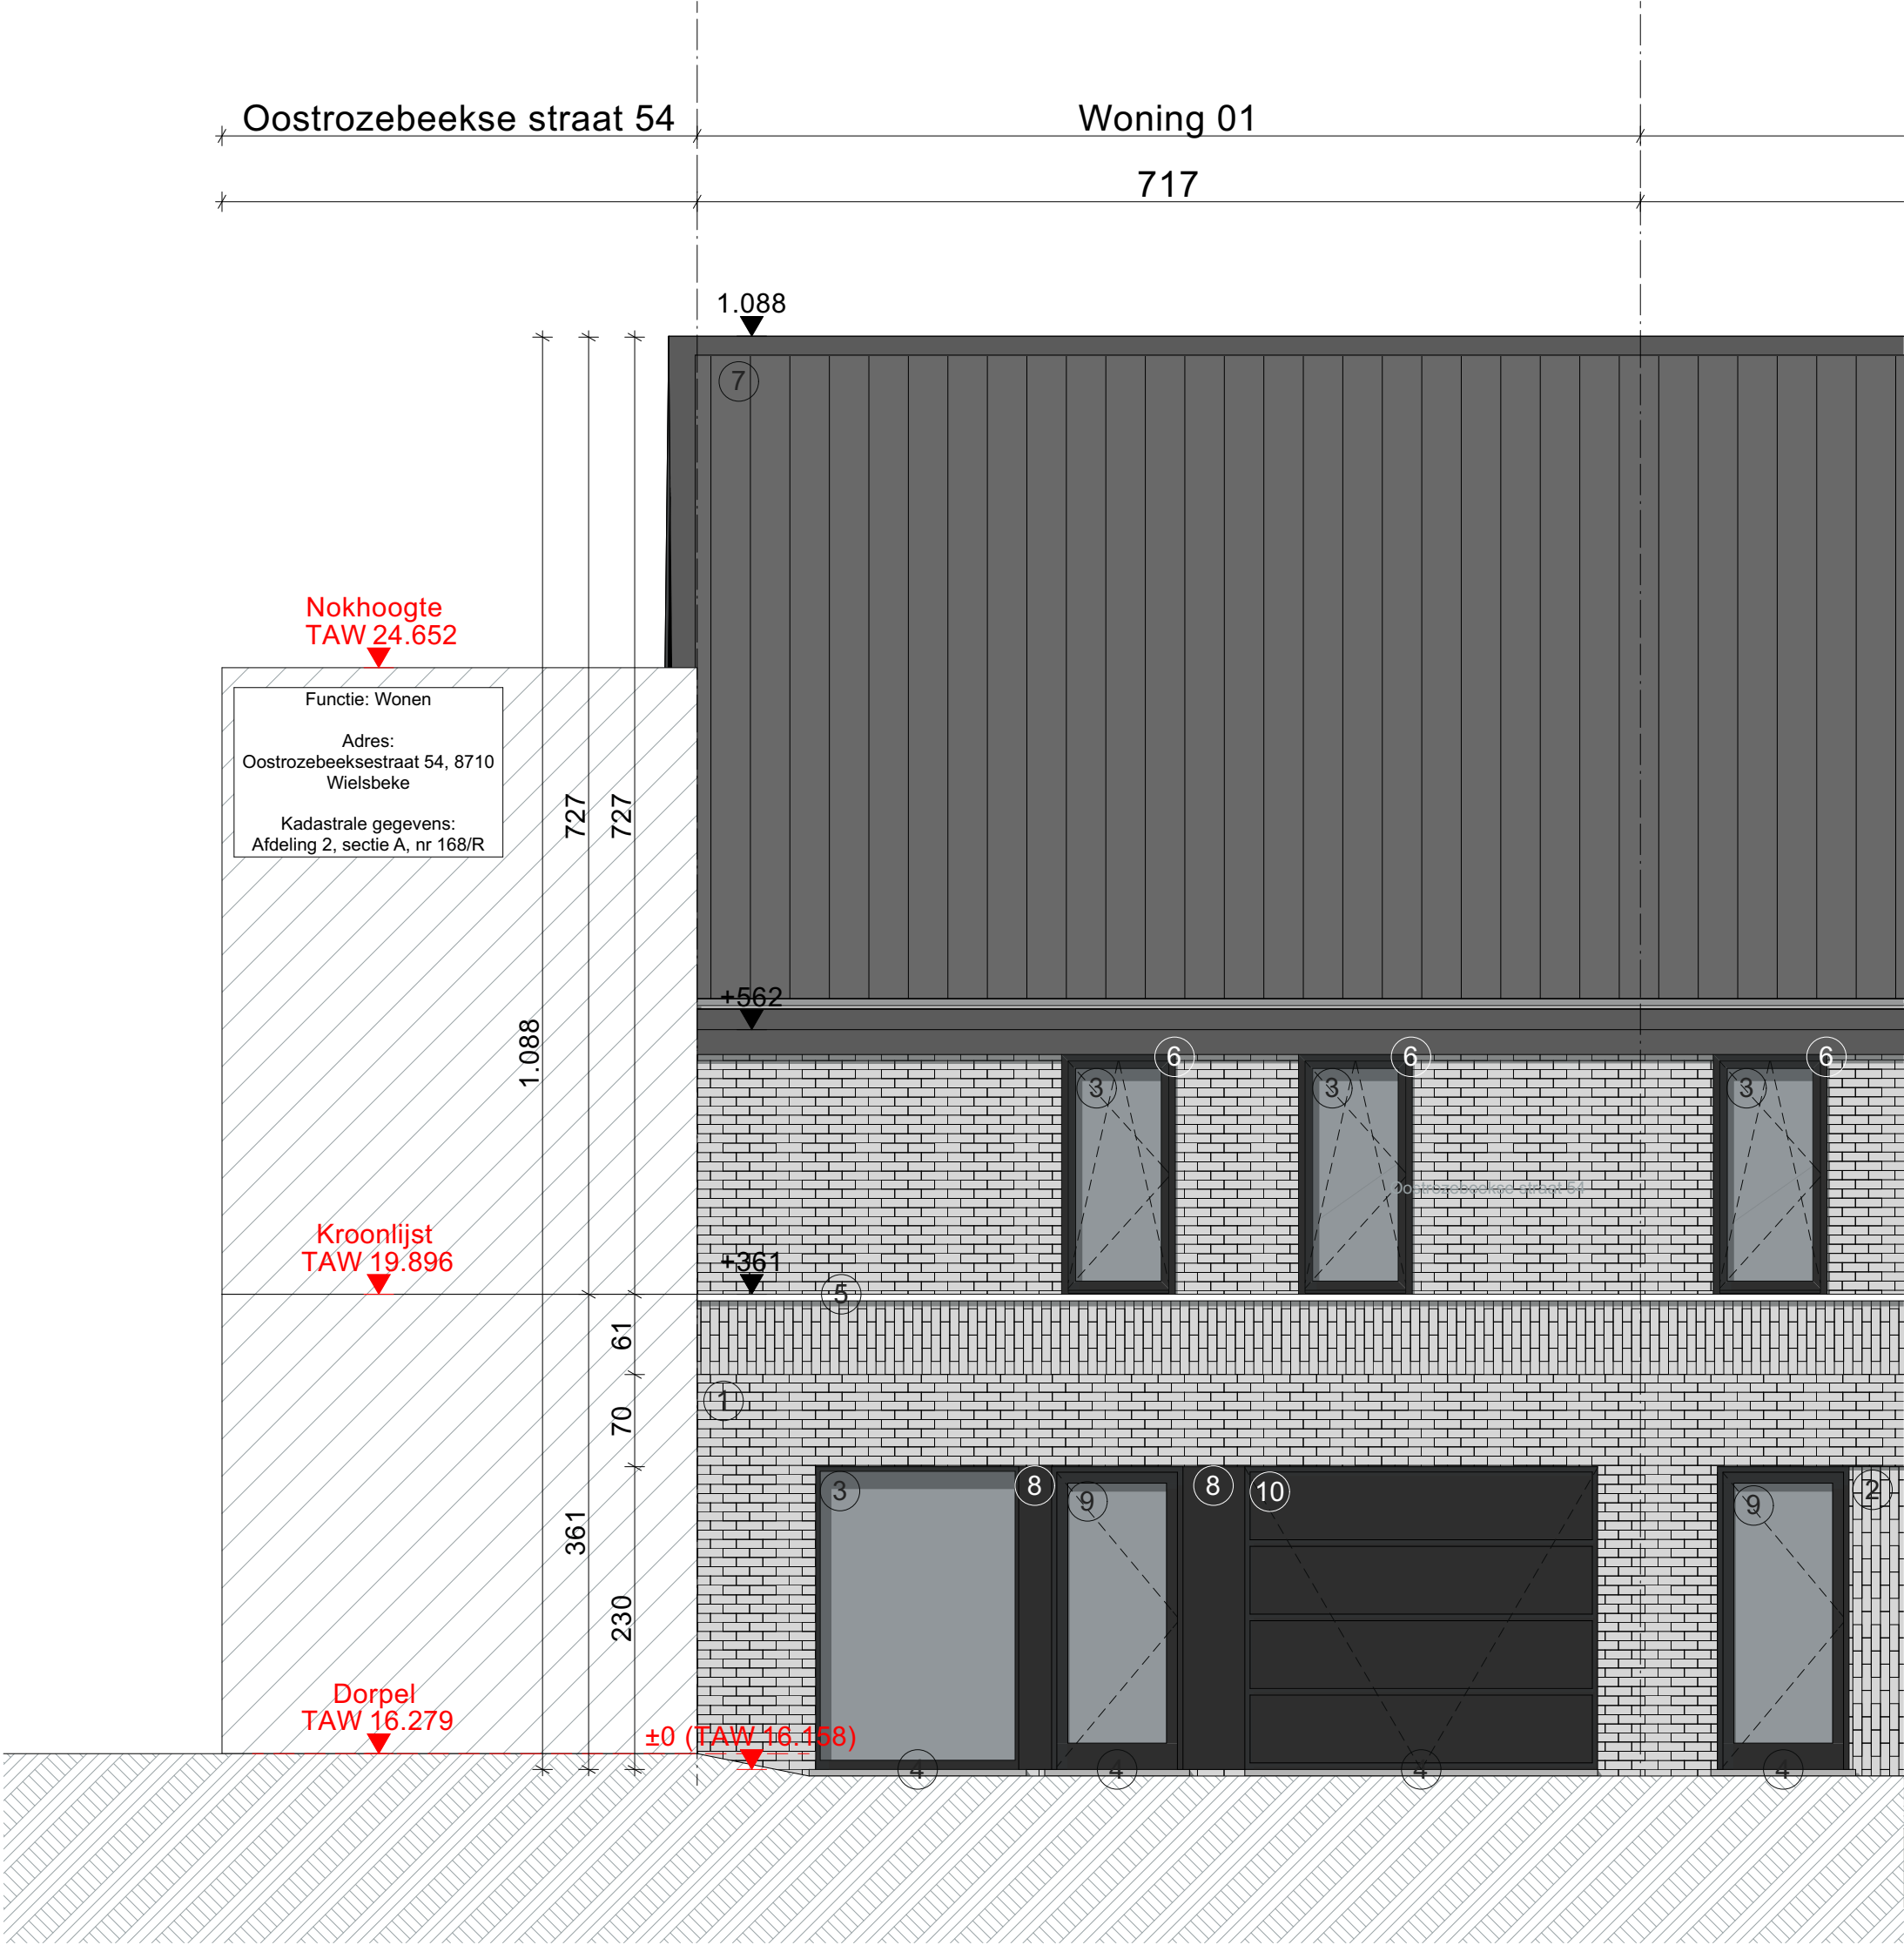 Oostrozebeekse straat 54
Woning 01
717
1.088
7
Nokhoogte
TAW 24.652
Functie: Wonen
Adres:
Oostrozebeeksestraat 54, 8710
Wielsbeke
Kadastrale gegevens:
Afdeling 2, sectie A, nr 168/R
727
727
+562
1.088
6
6
6
3
3
3
Oostrozebeekse straat 54
Kroonlijst
TAW 19.896
+361
5
61
1
70
3
8
9
8
10
9
2
361
230
Dorpel
TAW 16.279
±0 (TAW 16.158)
4
4
4
4